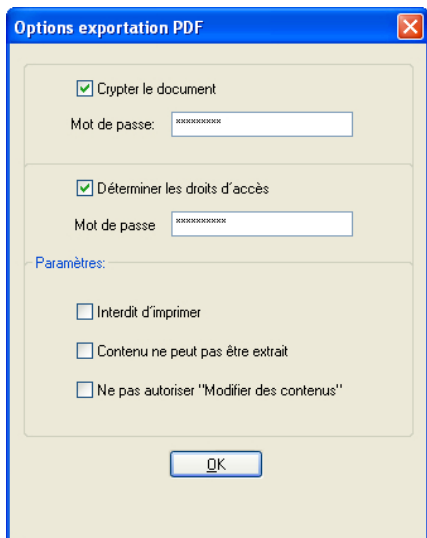 Options exportation PDF
Crypter le document
Mot de passe: *********
Déterminer les droits d´accès
Mot de passe **********
Paramètres:
Interdit d´imprimer
Contenu ne peut pas être extrait
Ne pas autoriser "Modifier des contenus"
OK